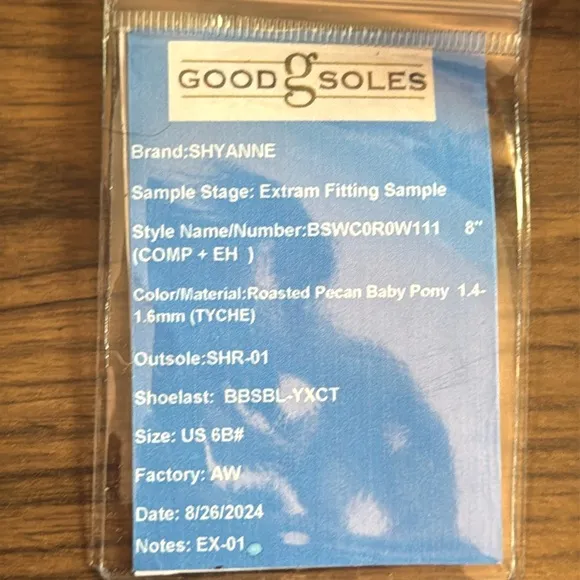 GOOD g SOLES
Brand:SHYANNE
Sample Stage: Extram Fitting Sample
Style Name/Number:BSWC0R0W111 8"
(COMP + EH )
Color/Material:Roasted Pecan Baby Pony 1.4-
1.6mm (TYCHE)
Outsole:SHR-01
Shoelast: BBSBL-YXCT
Size: US 6B#
Factory: AW
Date: 8/26/2024
Notes: EX-01